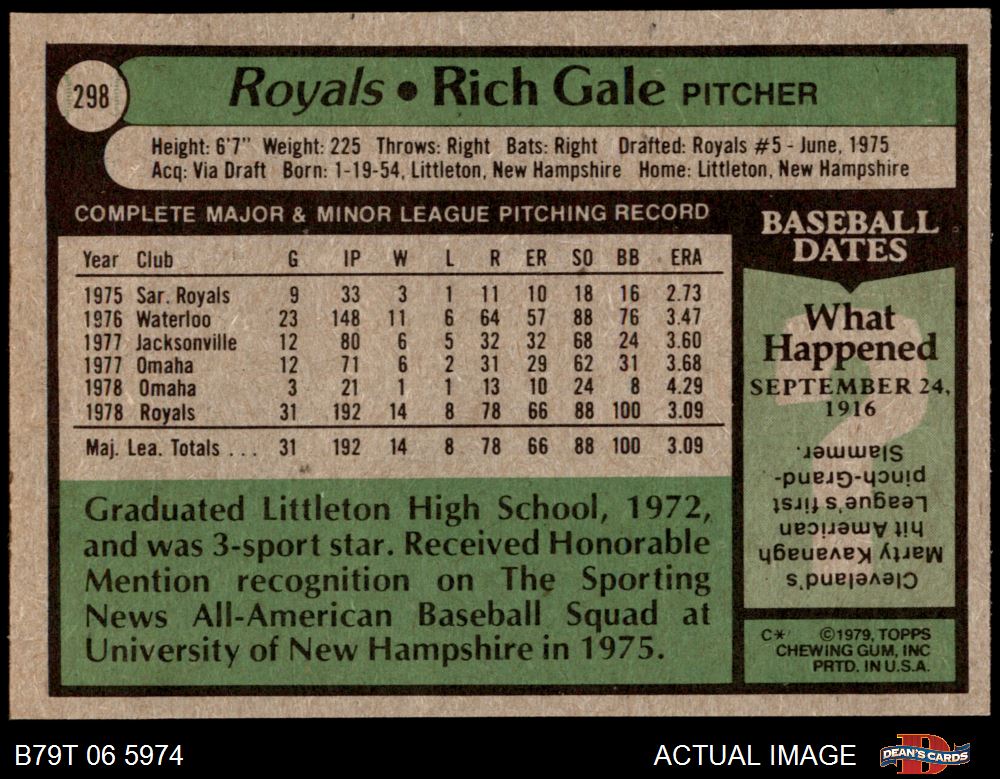 298
Royals • Rich Gale PITCHER
Height: 6'7" Weight: 225 Throws: Right Bats: Right Drafted: Royals #5 - June, 1975
Acq: Via Draft Born: 1-19-54, Littleton, New Hampshire Home: Littleton, New Hampshire
COMPLETE MAJOR & MINOR LEAGUE PITCHING RECORD
Year Club G IP W L R ER SO BB ERA
1975 Sar. Royals 9 33 3 1 11 10 18 16 2.73
1976 Waterloo 23 148 11 6 64 57 88 76 3.47
1977 Jacksonville 12 80 6 5 32 32 68 24 3.60
1977 Omaha 12 71 6 2 31 29 62 31 3.68
1978 Omaha 3 21 1 1 13 10 24 8 4.29
1978 Royals 31 192 14 8 78 66 88 100 3.09
Maj. Lea. Totals . . . 31 192 14 8 78 66 88 100 3.09
Graduated Littleton High School, 1972,
and was 3-sport star. Received Honorable
Mention recognition on The Sporting
News All-American Baseball Squad at
University of New Hampshire in 1975.
BASEBALL
DATES
What
Happened
SEPTEMBER 24,
1916
Cleveland's
Marty Kavanagh
hit American
League's first
pinch-Grand-
Slammer.
C* ©1979, TOPPS
CHEWING GUM, INC
PRTD. IN U.S.A.
B79T 06 5974
ACTUAL IMAGE
DEAN'S CARDS